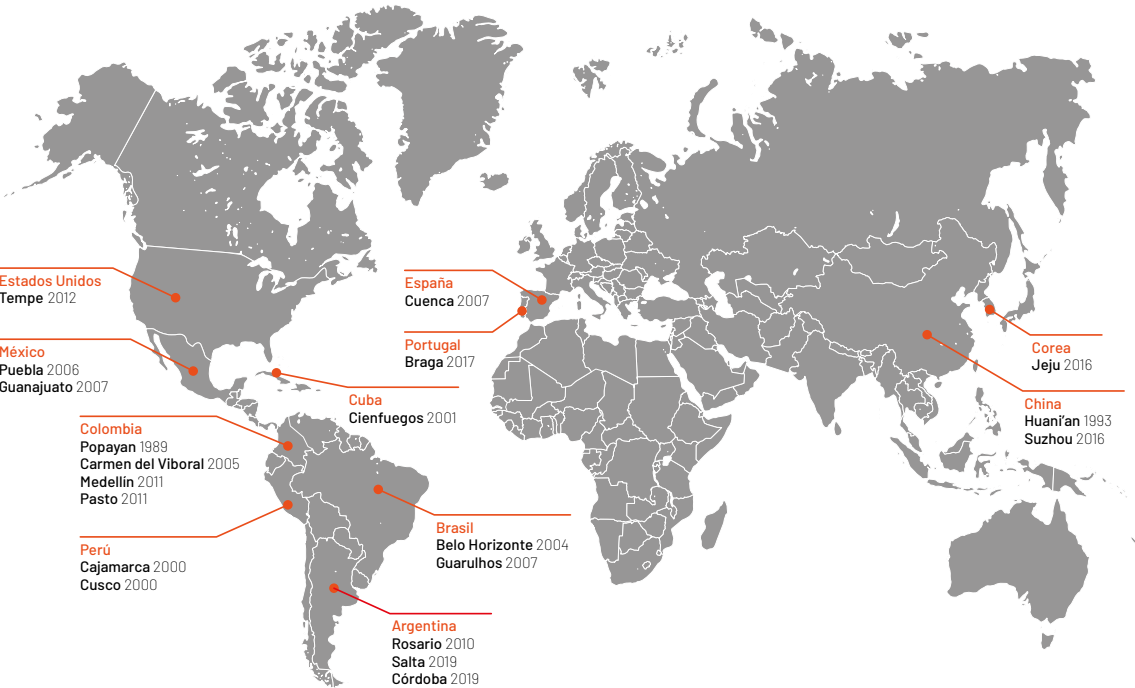 Estados Unidos
Tempe 2012
México
Puebla 2006
Guanajuato 2007
Colombia
Popayan 1989
Carmen del Viboral 2005
Medellín 2011
Pasto 2011
Perú
Cajamarca 2000
Cusco 2000
España
Cuenca 2007
Portugal
Braga 2017
Cuba
Cienfuegos 2001
Brasil
Belo Horizonte 2004
Guarulhos 2007
Argentina
Rosario 2010
Salta 2019
Córdoba 2019
Corea
Jeju 2016
China
Huani’an 1993
Suzhou 2016